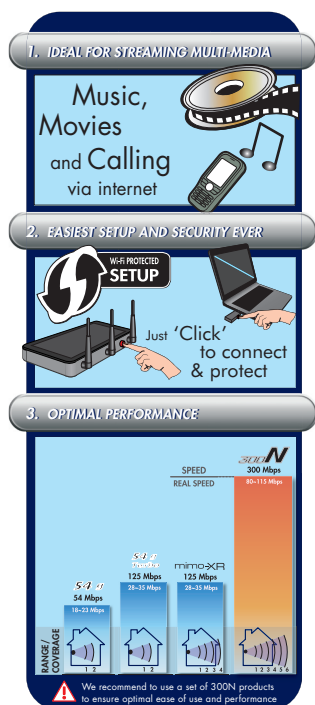 1. IDEAL FOR STREAMING MULTI-MEDIA
Music,
Movies
and Calling
via internet
2. EASIEST SETUP AND SECURITY EVER
Wi-Fi PROTECTED
SETUP
Just 'Click'
to connect
& protect
3. OPTIMAL PERFORMANCE
300N
SPEED
300 Mbps
REAL SPEED
80~115 Mbps
54 g
125 Mbps
28~35 Mbps
mimo-XR
125 Mbps
28~35 Mbps
54 g
54 Mbps
18~23 Mbps
RANGE/
COVERAGE
1 2
1 2
1 2 3 4
1 2 3 4 5 6
We recommend to use a set of 300N products
to ensure optimal ease of use and performance